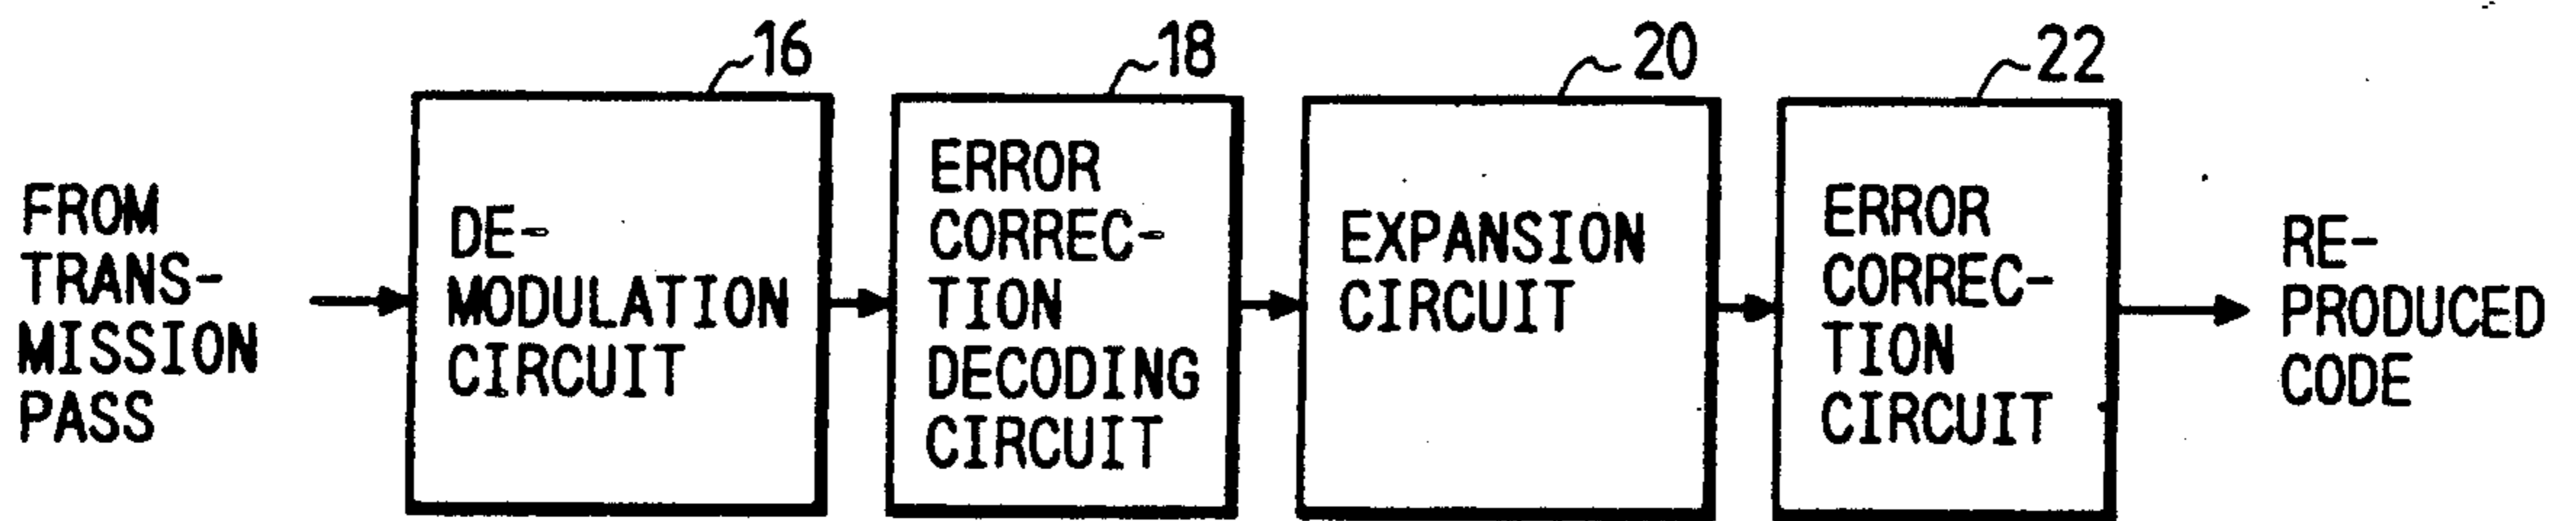 16
18
20
22
FROM
TRANS-
MISSION
PASS
DE-
MODULATION
CIRCUIT
ERROR
CORREC-
TION
DECODING
CIRCUIT
EXPANSION
CIRCUIT
ERROR
CORREC-
TION
CIRCUIT
RE-
PRODUCED
CODE